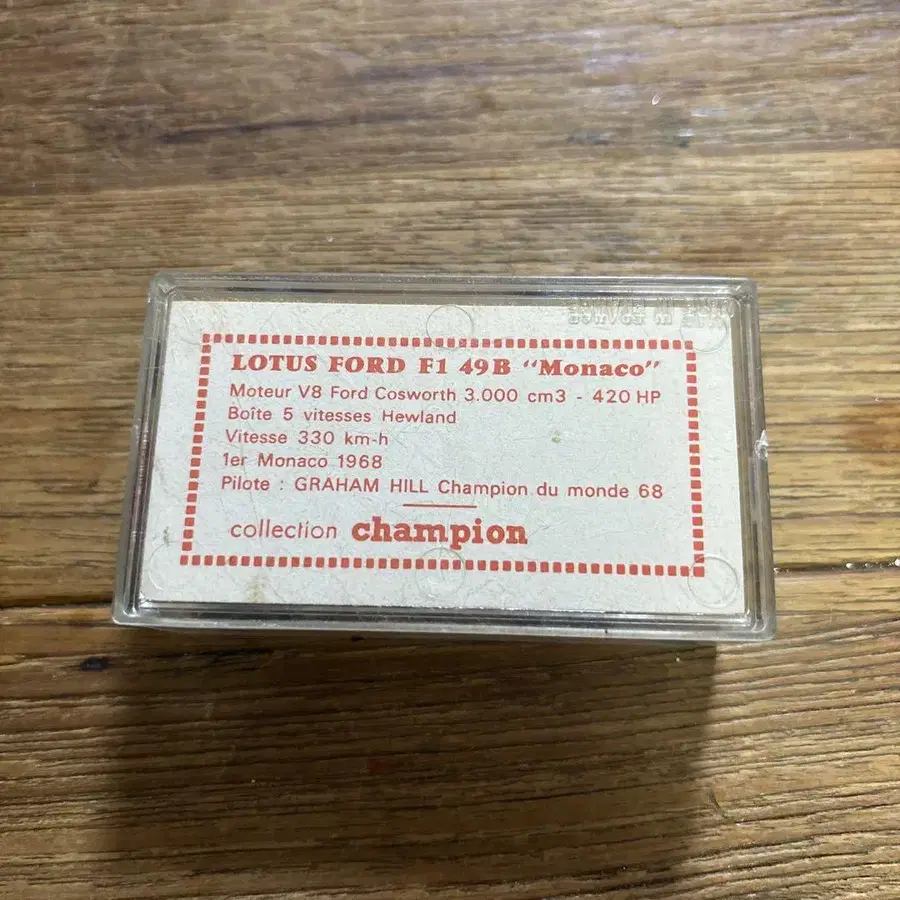 LOTUS FORD F1 49B "Monaco"
Moteur V8 Ford Cosworth 3.000 cm3 - 420 HP
Boîte 5 vitesses Hewland
Vitesse 330 km-h
1er Monaco 1968
Pilote : GRAHAM HILL Champion du monde 68
collection champion